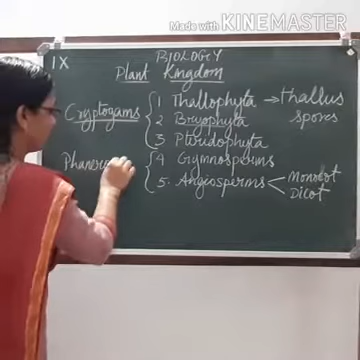 Made with KINEMASTER
IX
BIOLOGY
Plant Kingdom
Cryptogams
1 Thallophyta → Thallus
spores
2 Bryophyta
3 Pteridophyta
Phanero
4 Gymnosperms
5. Angiosperms
Monocot
Dicot